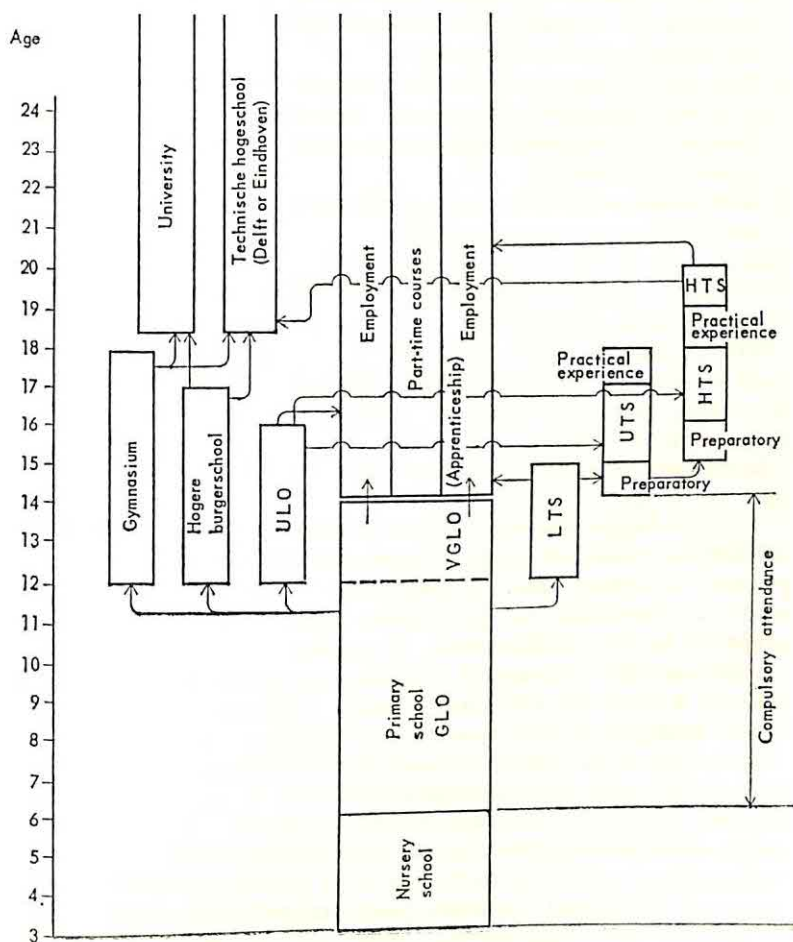 Age
24
23
22
21
20
19
18
17
16
15
14
13
12
11
10
9
8
7
6
5
4
3
University
Technische hogeschool
(Delft or Eindhoven)
Gymnasium
Hogere
burgerschool
ULO
Employment
Part-time courses
(Apprenticeship) Employment
VGLO
Primary
school
GLO
Nursery
school
LTS
Practical
experience
UTS
Preparatory
HTS
Practical
experience
HTS
Preparatory
Compulsory attendance